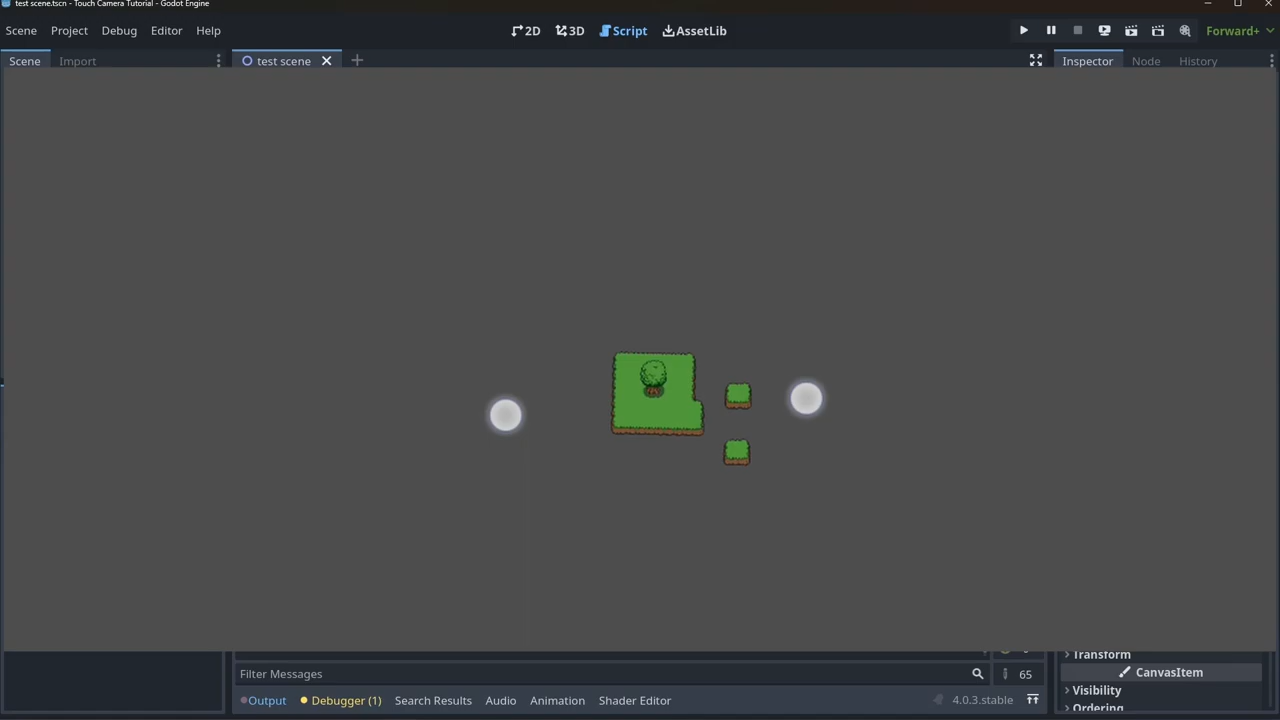 test scene.tscn - Touch Camera Tutorial - Godot Engine
Scene Project Debug Editor Help 2D 3D Script AssetLib Forward+
Scene Import test scene Inspector Node History
Transform
Filter Messages 65 CanvasItem
Visibility
Output Debugger (1) Search Results Audio Animation Shader Editor 4.0.3.stable Ordering